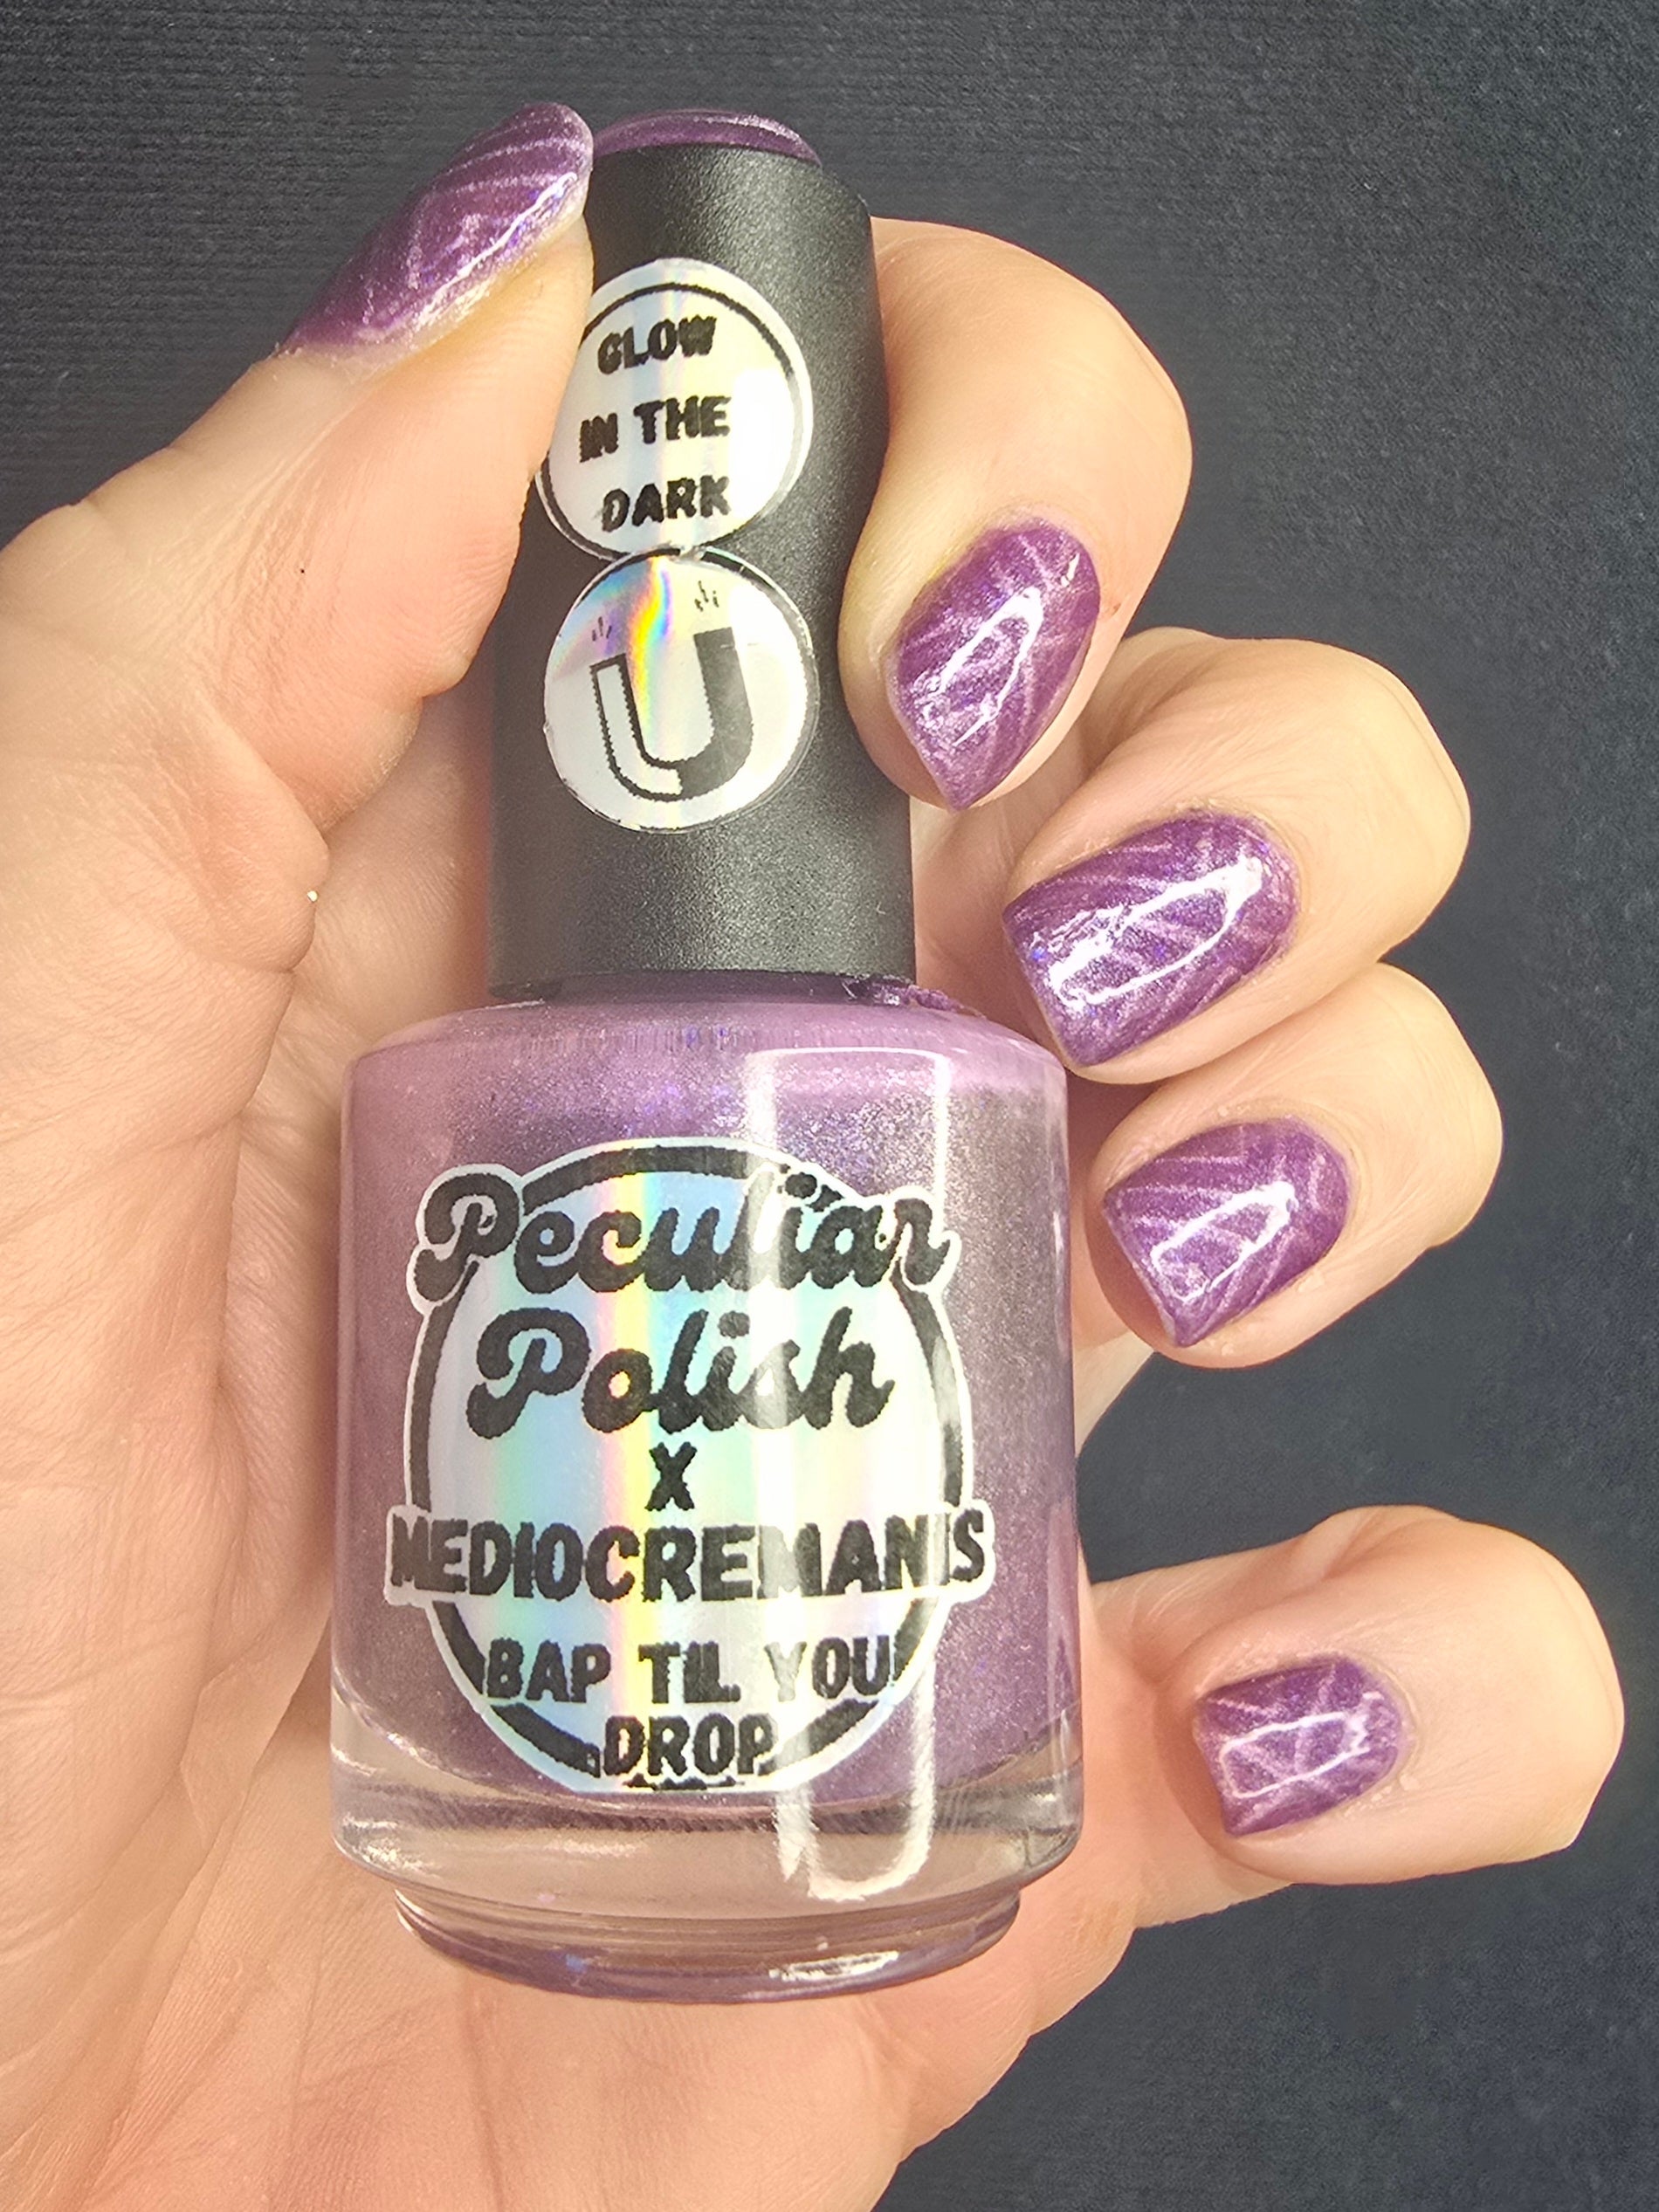 GLOW
IN THE
DARK
Peculiar
Polish
X
MEDIOCREMANIS
BAP TIL YOU
DROP